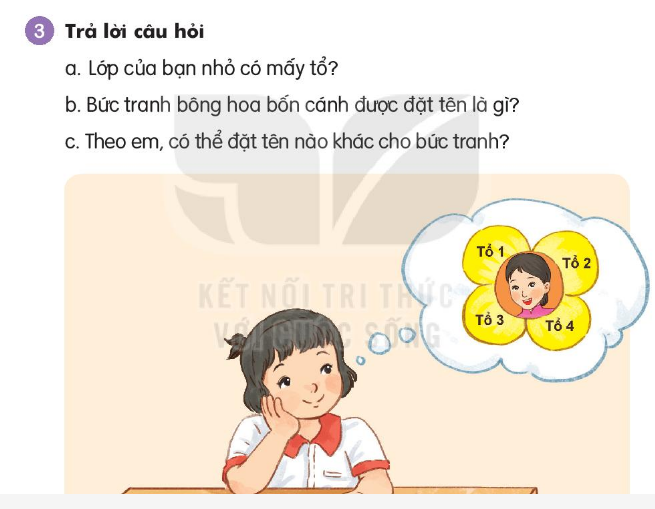 3 Trả lời câu hỏi
a. Lớp của bạn nhỏ có mấy tổ?
b. Bức tranh bông hoa bốn cánh được đặt tên là gì?
c. Theo em, có thể đặt tên nào khác cho bức tranh?
Tổ 1
Tổ 2
Tổ 3
Tổ 4
KẾT NỐI TRI THỨC
VỚI CUỘC SỐNG